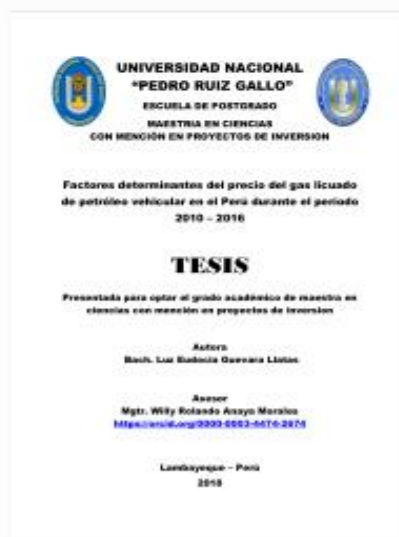 UNIVERSIDAD NACIONAL
“PEDRO RUIZ GALLO”
ESCUELA DE POSTGRADO
MAESTRIA EN CIENCIAS
CON MENCIÓN EN PROYECTOS DE INVERSION
Factores determinantes del precio del gas licuado
de petróleo vehicular en el Perú durante el periodo
2010 – 2016
TESIS
Presentada para optar el grado académico de maestra en
ciencias con mención en proyectos de inversion
Autora
Bach. Luz Eudocia Guevara Llatas
Asesor
Mgtr. Willy Rolando Anaya Morales
Lambayeque – Perú
2018